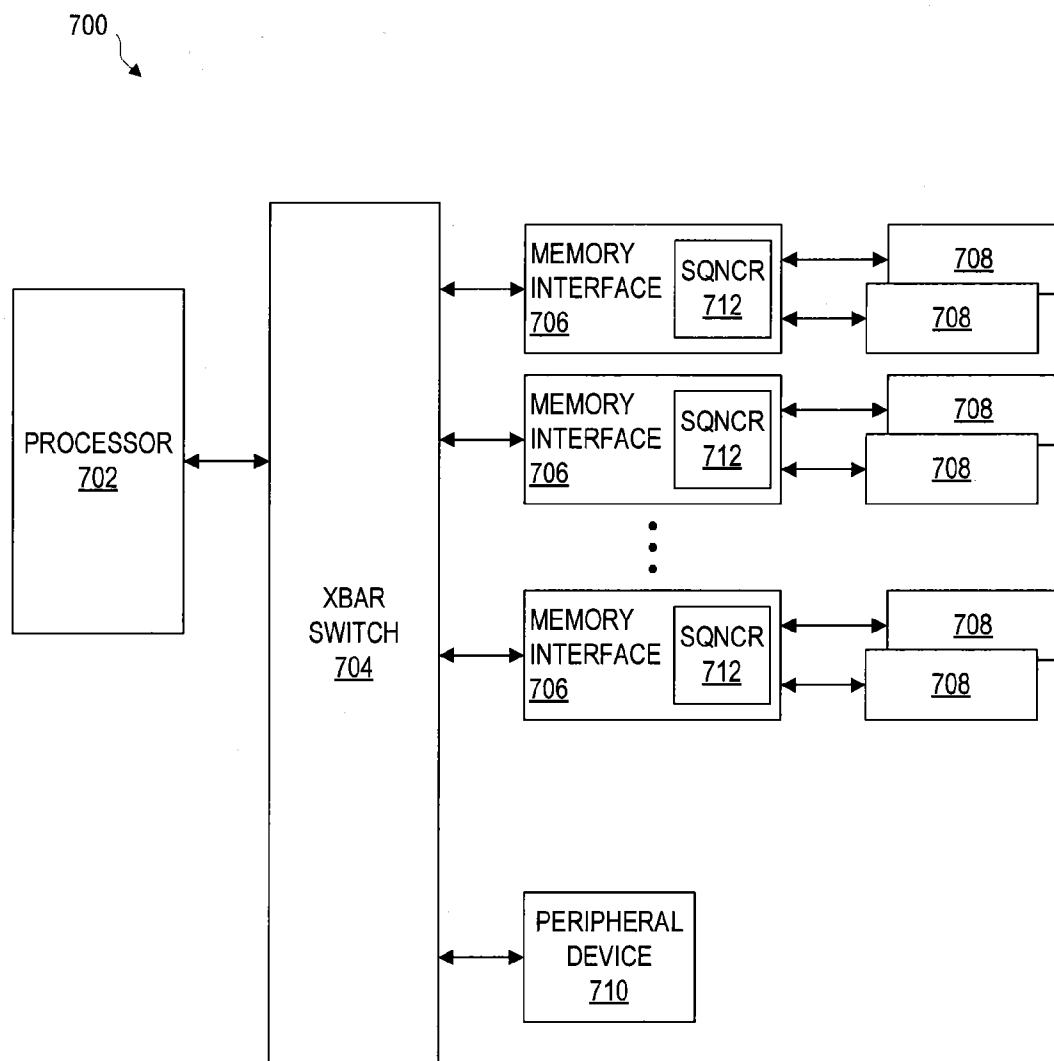 700
PROCESSOR
702
XBAR
SWITCH
704
MEMORY
INTERFACE
706
SQNCR
712
708
708
MEMORY
INTERFACE
706
SQNCR
712
708
708
MEMORY
INTERFACE
706
SQNCR
712
708
708
PERIPHERAL
DEVICE
710